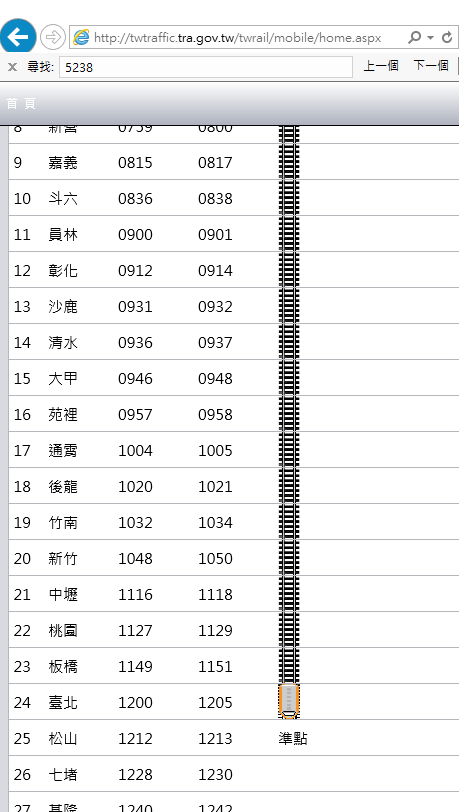 http://twtraffic.tra.gov.tw/twrail/mobile/home.aspx
x 尋找: 5238 上一個 下一個
首 頁
8 新營 0759 0800
9 嘉義 0815 0817
10 斗六 0836 0838
11 員林 0900 0901
12 彰化 0912 0914
13 沙鹿 0931 0932
14 清水 0936 0937
15 大甲 0946 0948
16 苑裡 0957 0958
17 通霄 1004 1005
18 後龍 1020 1021
19 竹南 1032 1034
20 新竹 1048 1050
21 中壢 1116 1118
22 桃園 1127 1129
23 板橋 1149 1151
24 臺北 1200 1205
25 松山 1212 1213 準點
26 七堵 1228 1230
27 基隆 1240 1242